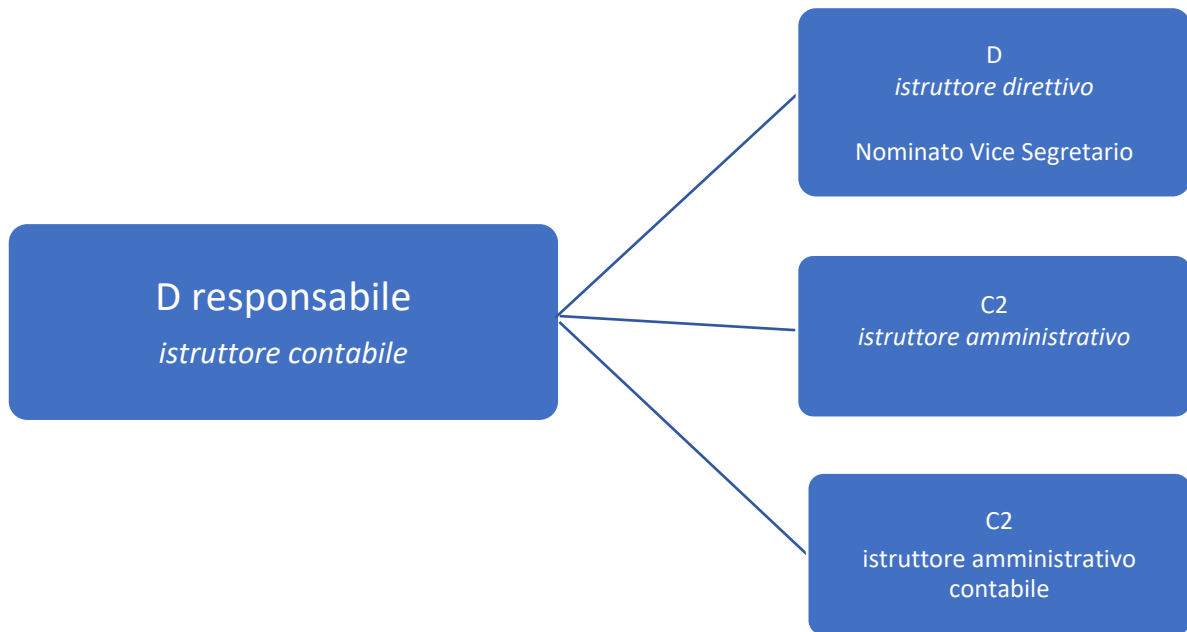 D responsabile
istruttore contabile
D
istruttore direttivo
Nominato Vice Segretario
C2
istruttore amministrativo
C2
istruttore amministrativo
contabile